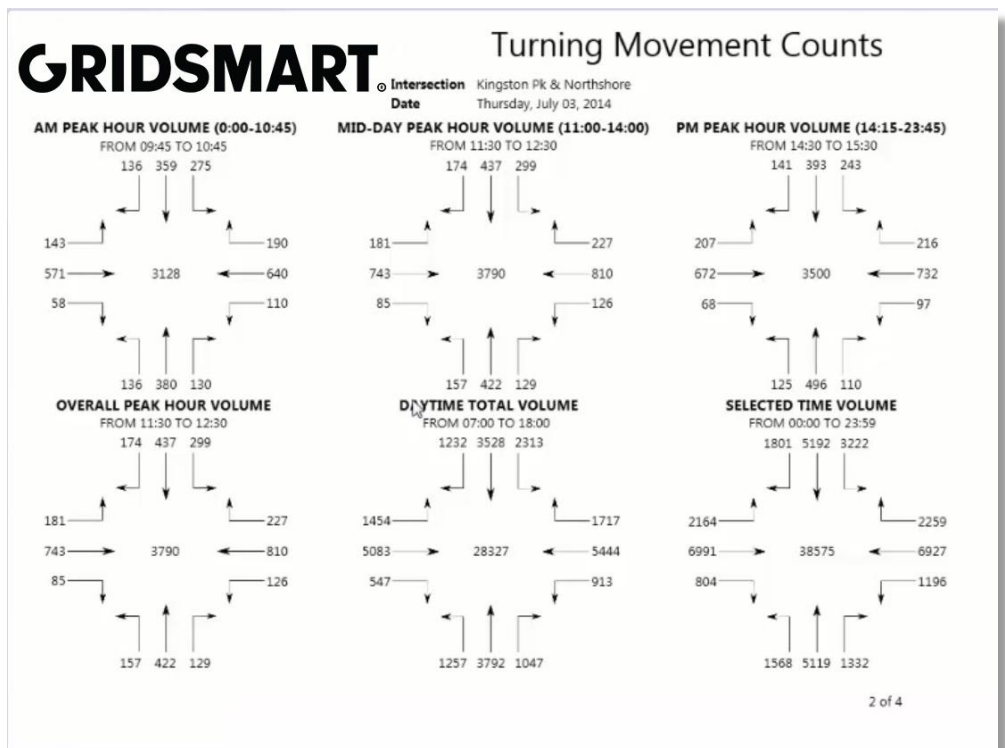 GRIDSMART®
Turning Movement Counts
Intersection Kingston Pk & Northshore
Date Thursday, July 03, 2014
AM PEAK HOUR VOLUME (0:00-10:45)
FROM 09:45 TO 10:45
136 359 275
143 190
571 3128 640
58 110
136 380 130
MID-DAY PEAK HOUR VOLUME (11:00-14:00)
FROM 11:30 TO 12:30
174 437 299
181 227
743 3790 810
85 126
157 422 129
PM PEAK HOUR VOLUME (14:15-23:45)
FROM 14:30 TO 15:30
141 393 243
207 216
672 3500 732
68 97
125 496 110
OVERALL PEAK HOUR VOLUME
FROM 11:30 TO 12:30
174 437 299
181 227
743 3790 810
85 126
157 422 129
DAYTIME TOTAL VOLUME
FROM 07:00 TO 18:00
1232 3528 2313
1454 1717
5083 28327 5444
547 913
1257 3792 1047
SELECTED TIME VOLUME
FROM 00:00 TO 23:59
1801 5192 3222
2164 2259
6991 38575 6927
804 1196
1568 5119 1332
2 of 4